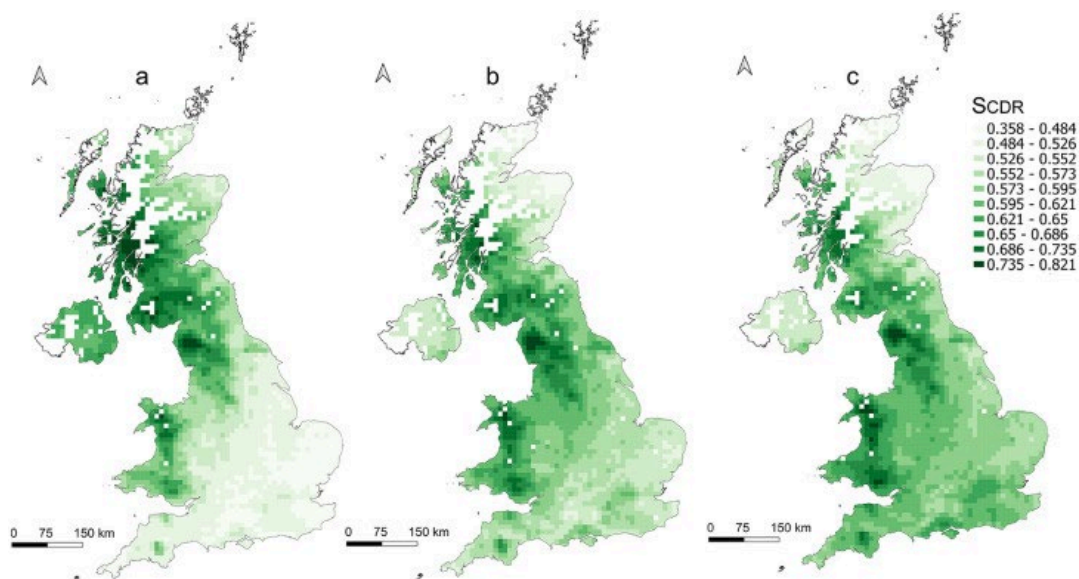 a
b
c
SCDR
0.358 - 0.484
0.484 - 0.526
0.526 - 0.552
0.552 - 0.573
0.573 - 0.595
0.595 - 0.621
0.621 - 0.65
0.65 - 0.686
0.686 - 0.735
0.735 - 0.821
0 75 150 km
0 75 150 km
0 75 150 km